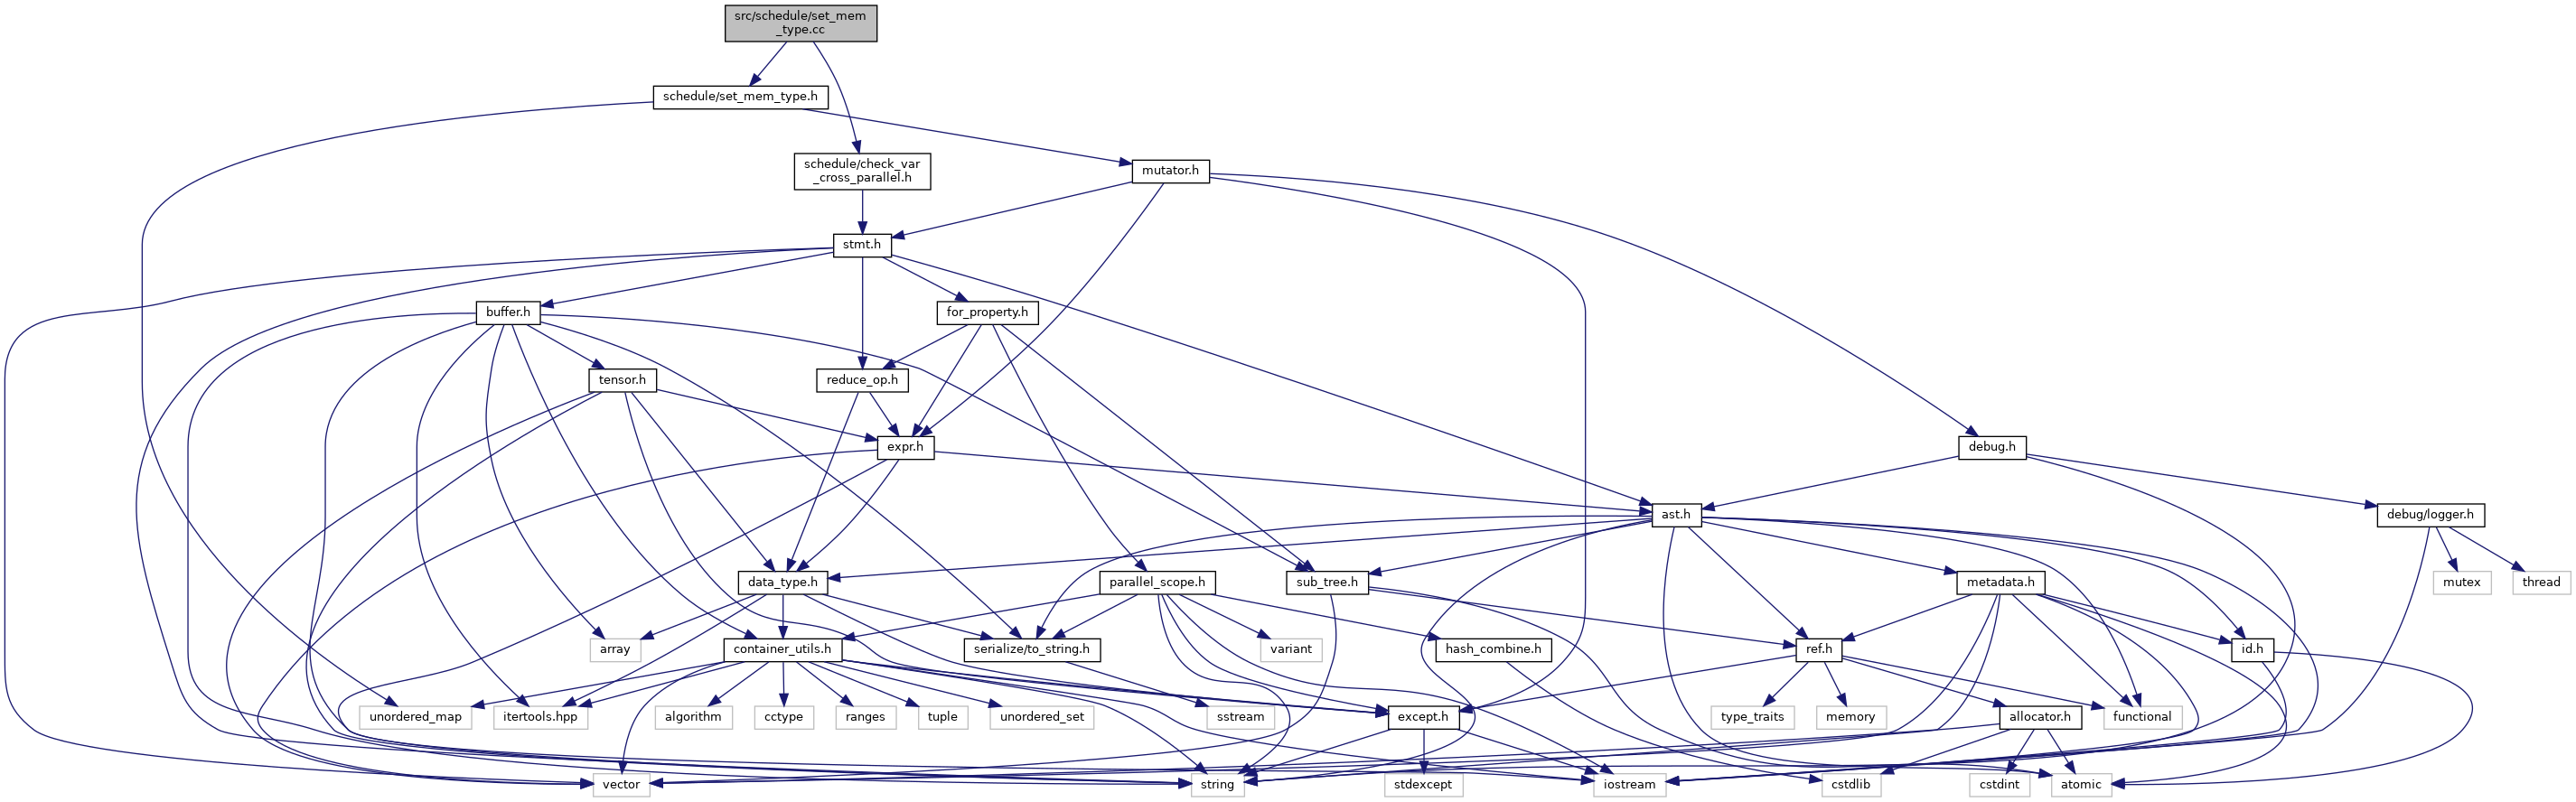 src/schedule/set_mem
_type.cc
schedule/set_mem_type.h
schedule/check_var
_cross_parallel.h
mutator.h
stmt.h
buffer.h
for_property.h
tensor.h
reduce_op.h
expr.h
debug.h
ast.h
debug/logger.h
data_type.h
parallel_scope.h
sub_tree.h
metadata.h
mutex
thread
array
container_utils.h
serialize/to_string.h
variant
hash_combine.h
ref.h
id.h
unordered_map
itertools.hpp
algorithm
cctype
ranges
tuple
unordered_set
sstream
except.h
type_traits
memory
allocator.h
functional
vector
string
stdexcept
iostream
cstdlib
cstdint
atomic